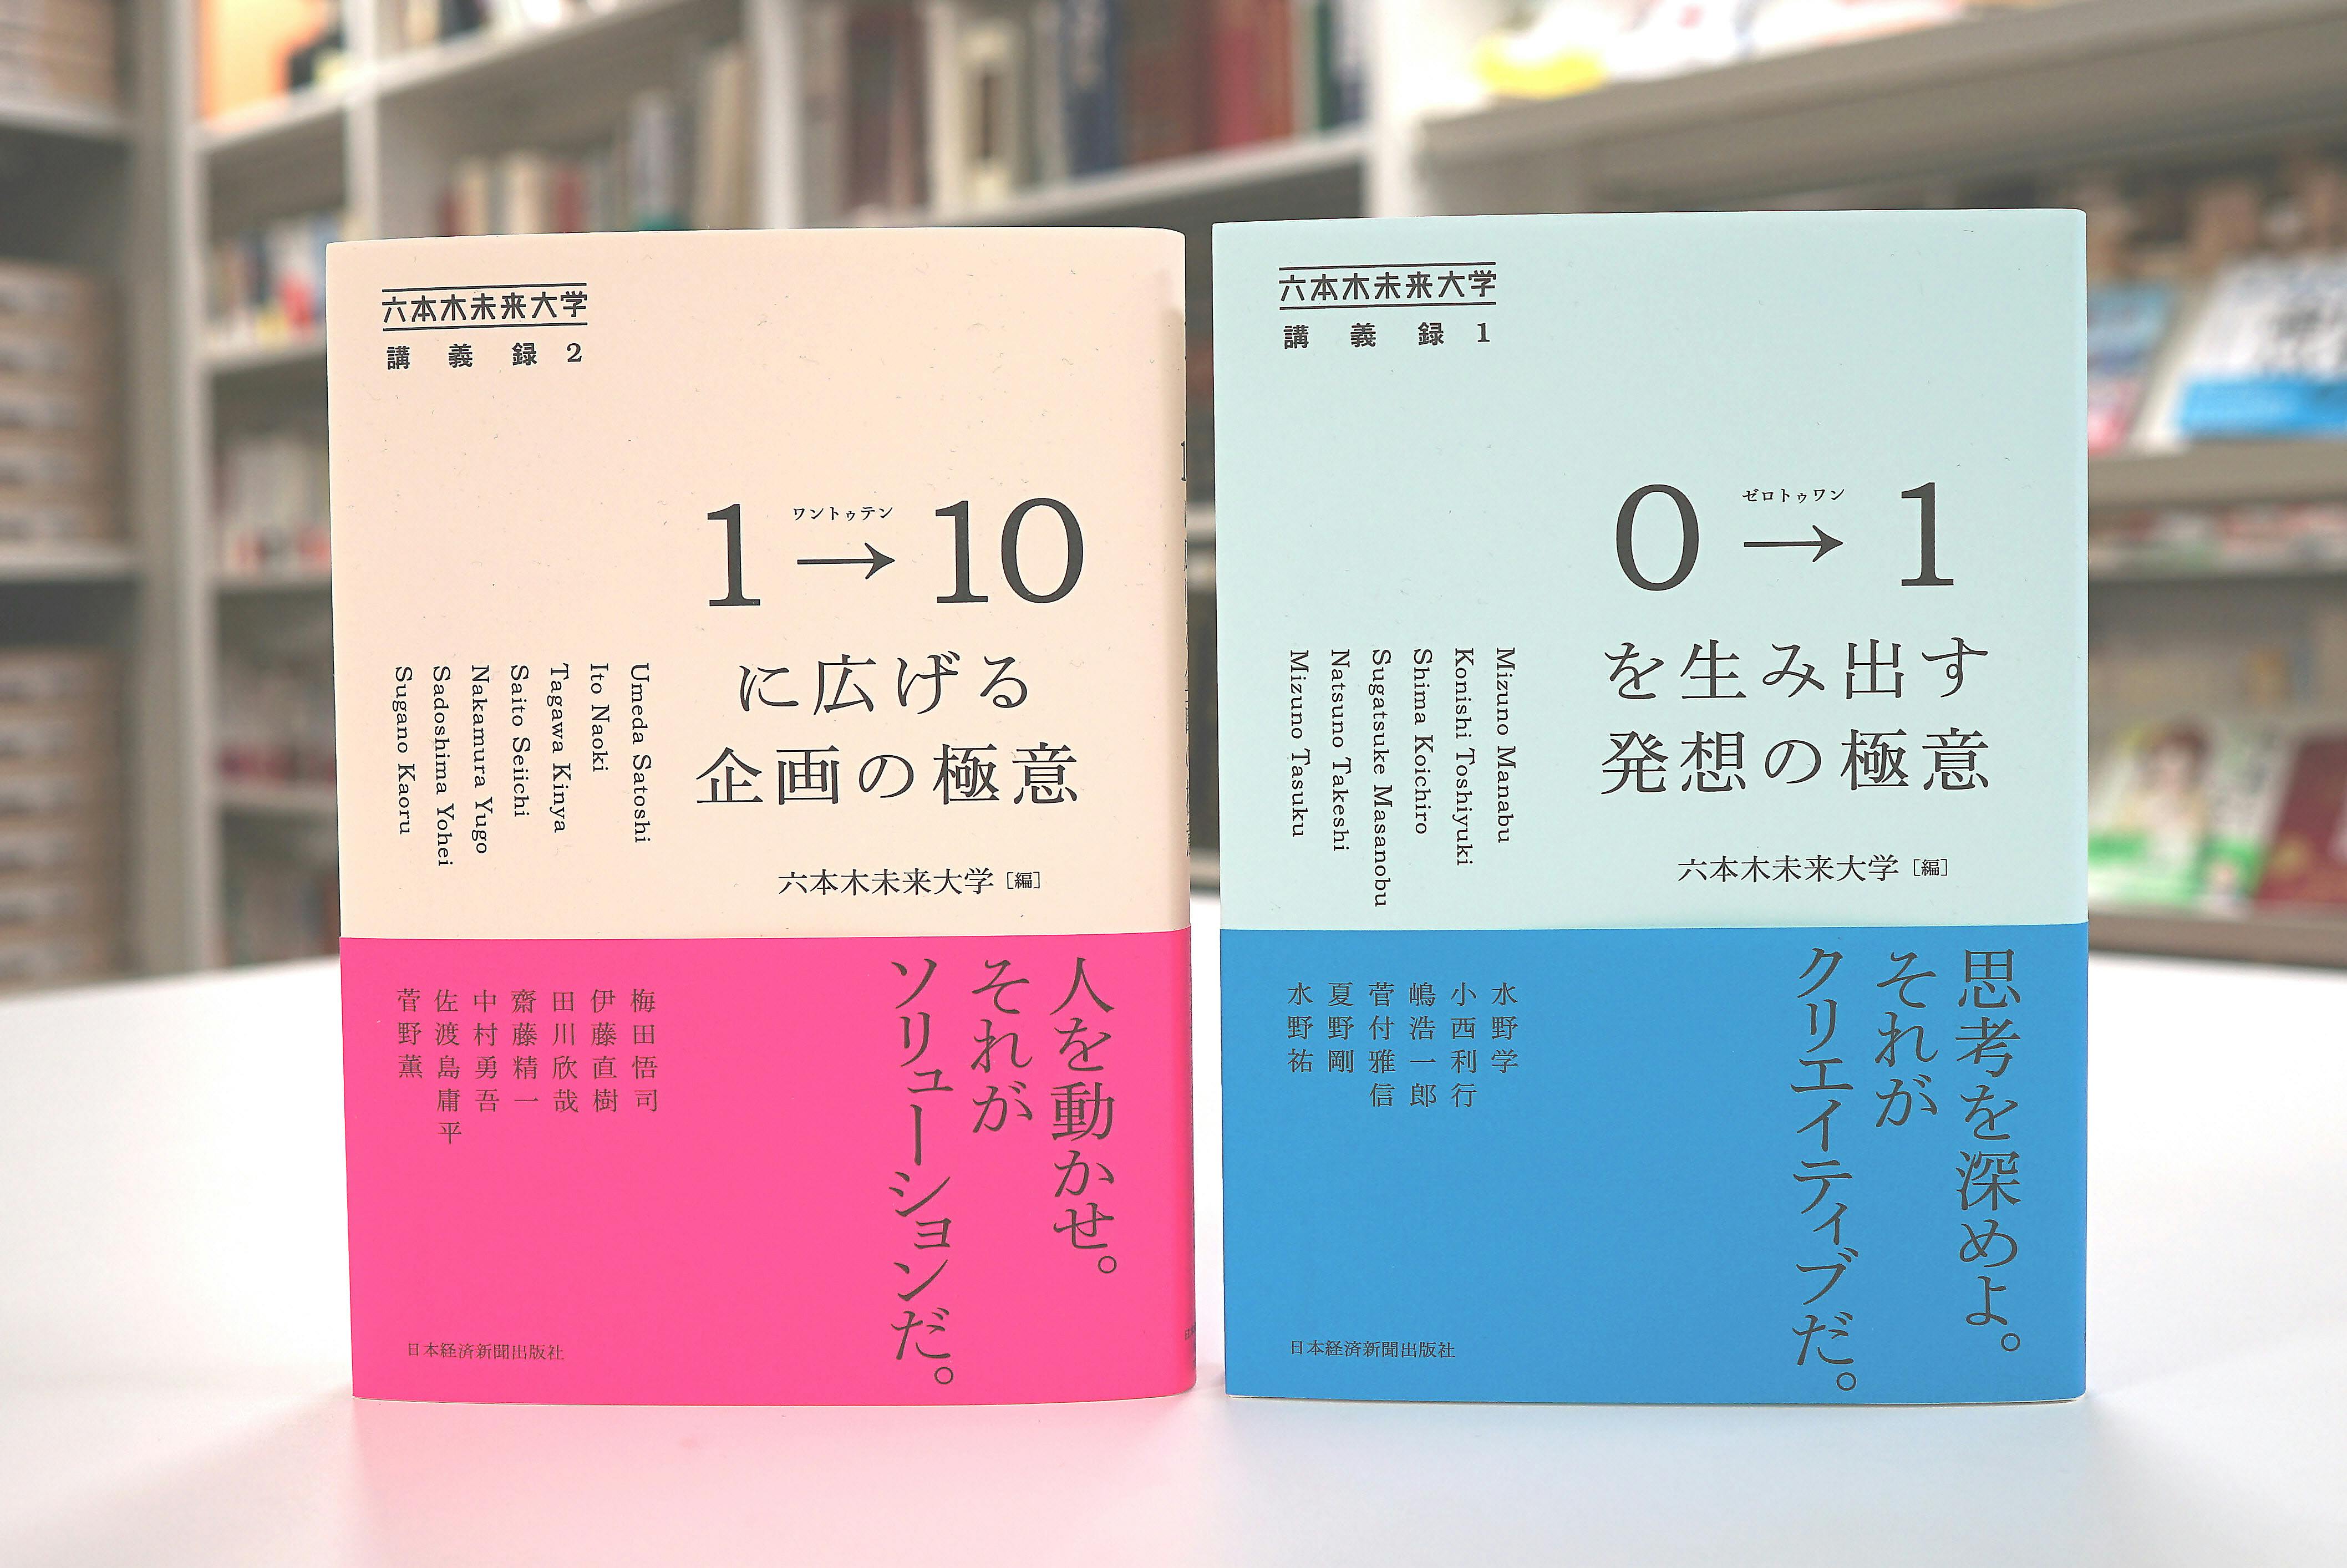 六本木未来大学
講義録2
ワントゥテン
1→10
に広げる
企画の極意
六本木未来大学［編］
Umeda Satoshi
Ito Naoki
Tagawa Kinya
Saito Seiichi
Nakamura Yugo
Sadoshima Yohei
Sugano Kaoru
人を動かせ。
それが
ソリューションだ。
梅田悟司
伊藤直樹
田川欣哉
齋藤精一
中村勇吾
佐渡島庸平
菅野薫
日本経済新聞出版社
六本木未来大学
講義録1
ゼロトゥワン
0→1
を生み出す
発想の極意
六本木未来大学［編］
Mizuno Manabu
Konishi Toshiyuki
Shima Koichiro
Sugatsuke Masanobu
Natsuno Takeshi
Mizuno Tasuku
思考を深めよ。
それが
クリエイティブだ。
水野学
小西利行
嶋浩一郎
菅付雅信
夏野剛
水野祐
日本経済新聞出版社